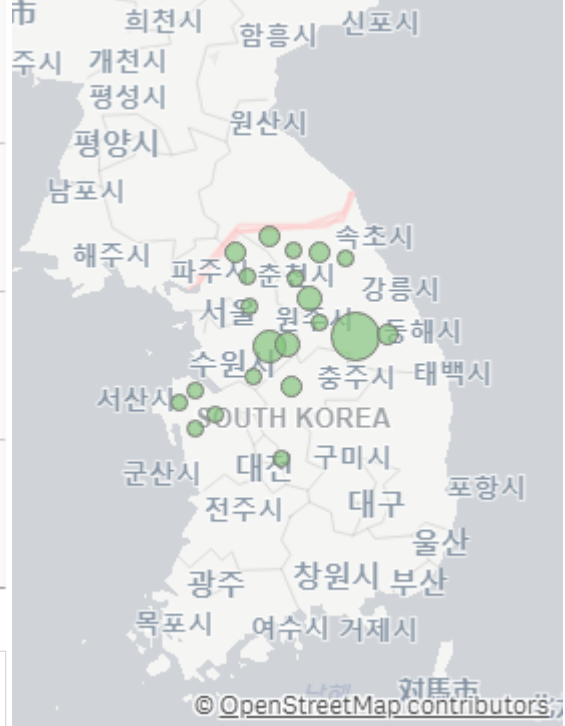 市
희천시
신포시
함흥시
주시
개천시
평성시
원산시
평양시
남포시
속초시
해주시
파주시
춘천시
강릉시
서울
원주시
동해시
수원시
충주시
태백시
서산시
SOUTH KOREA
군산시
대전
구미시
포항시
전주시
대구
울산
광주
창원시
부산
목포시
여수시
거제시
남해
対馬市
© OpenStreetMap contributors.